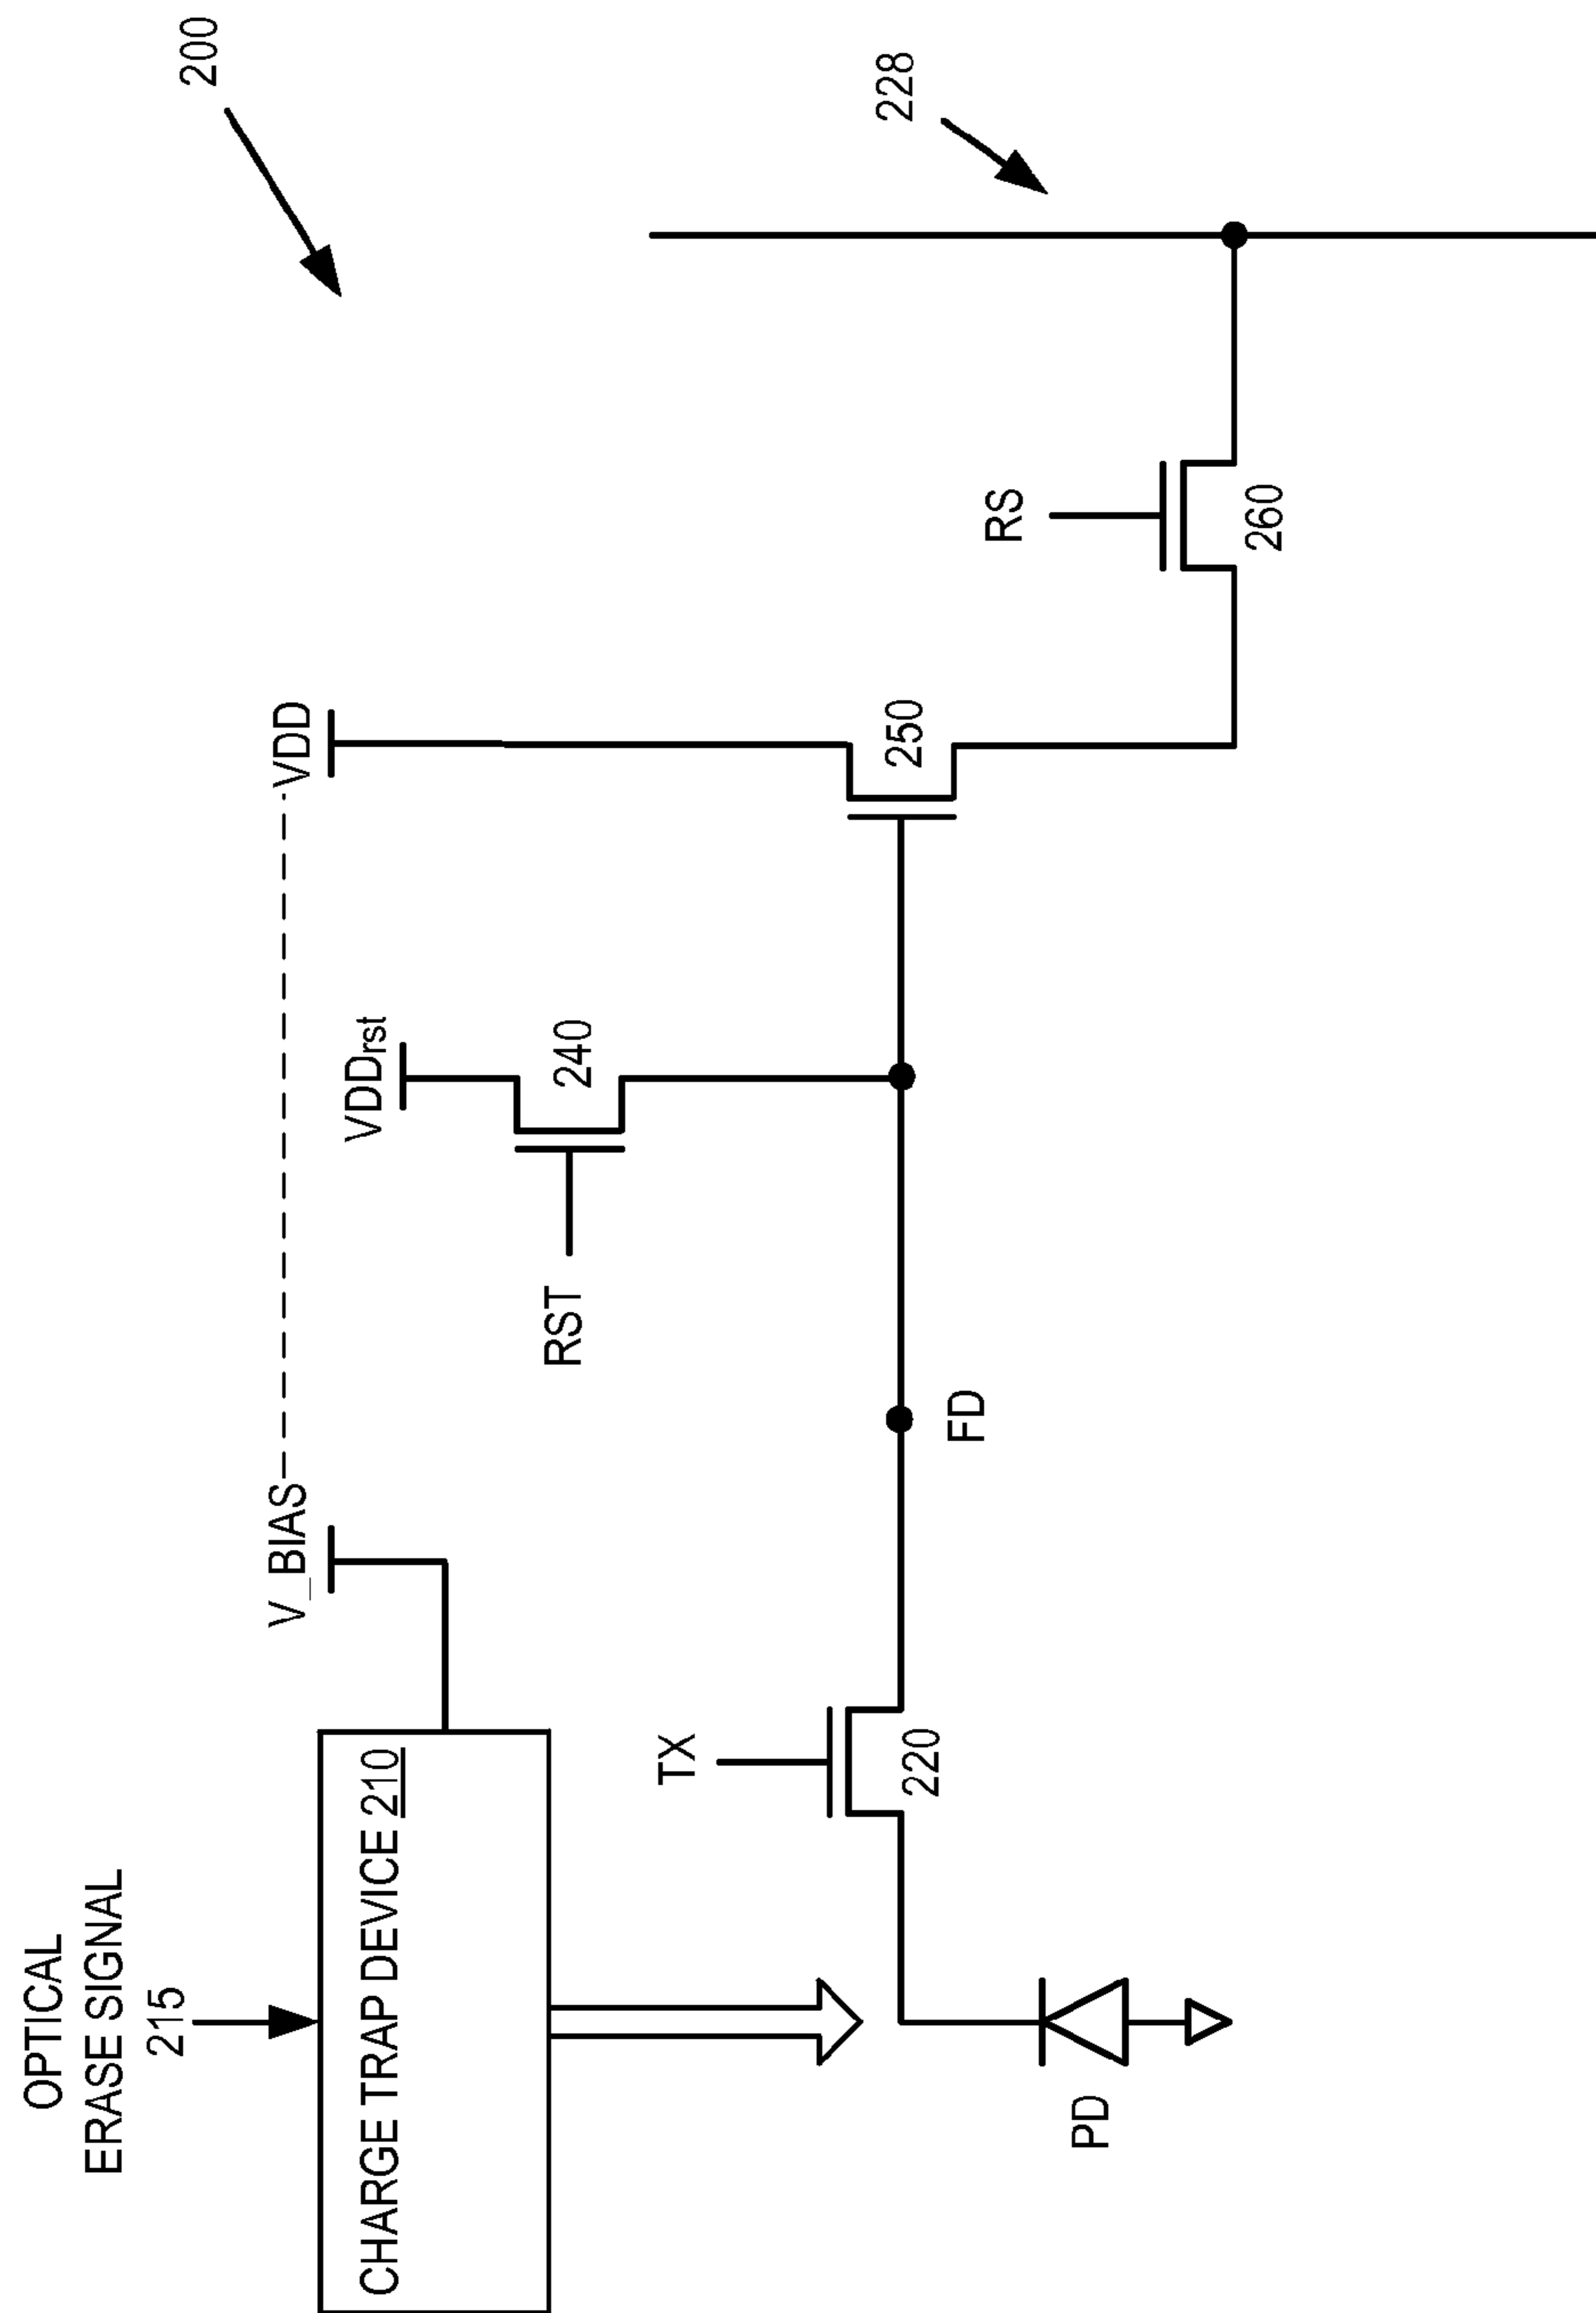 OPTICAL
ERASE SIGNAL
215
CHARGE TRAP DEVICE 210
V_BIAS
VDD
VDDrst
200
228
RST
240
TX
220
FD
250
RS
260
PD